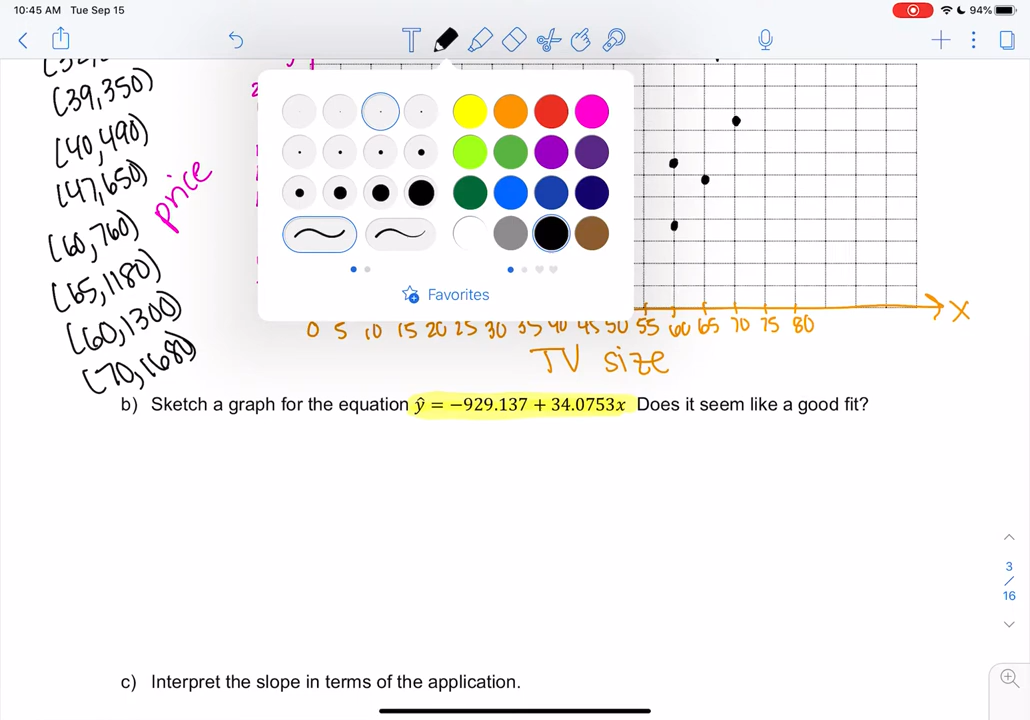 10:45 AM Tue Sep 15
94%
T
(39,350)
(40,490)
(47,650)
(60,760)
(65,1180)
(60,1300)
(70,1680)
price
Favorites
0 5 10 15 20 25 30 35 40 45 50 55 60 65 70 75 80
X
TV size
b) Sketch a graph for the equation ŷ = −929.137 + 34.0753x Does it seem like a good fit?
3
/
16
c) Interpret the slope in terms of the application.